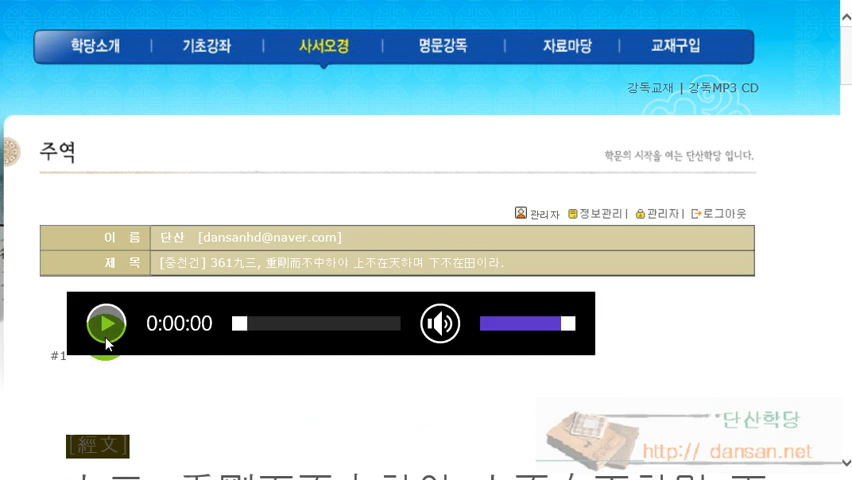 학당소개 | 기초강좌 | 사서오경 | 명문강독 | 자료마당 | 교재구입
강독교재 | 강독MP3 CD
주역
학문의 시작을 여는 단산학당 입니다.
관리자 정보관리| 관리자| 로그아웃
이 름 단산 [dansanhd@naver.com]
제 목 [중천건] 361九三, 重剛而不中하야 上不在天하며 下不在田이라.
0:00:00
#1
단산학당
http:// dansan.net
[經文]